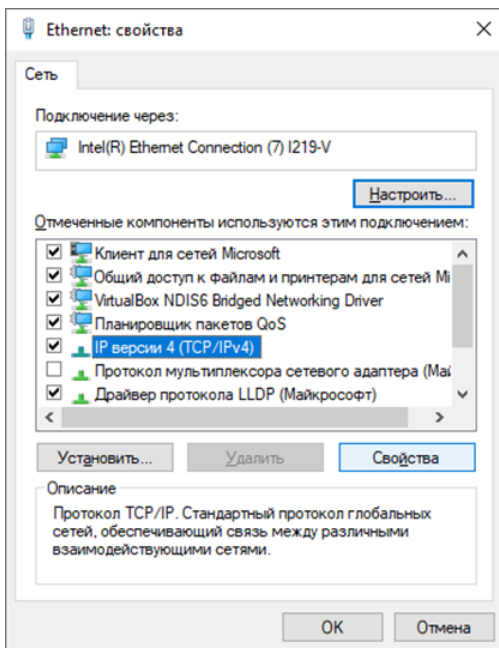 Ethernet: свойства
Сеть
Подключение через:
Intel(R) Ethernet Connection (7) I219-V
Настроить...
Отмеченные компоненты используются этим подключением:
Клиент для сетей Microsoft
Общий доступ к файлам и принтерам для сетей Mi
VirtualBox NDIS6 Bridged Networking Driver
Планировщик пакетов QoS
IP версии 4 (TCP/IPv4)
Протокол мультиплексора сетевого адаптера (Май
Драйвер протокола LLDP (Майкрософт)
Установить...
Удалить
Свойства
Описание
Протокол TCP/IP. Стандартный протокол глобальных
сетей, обеспечивающий связь между различными
взаимодействующими сетями.
OK
Отмена